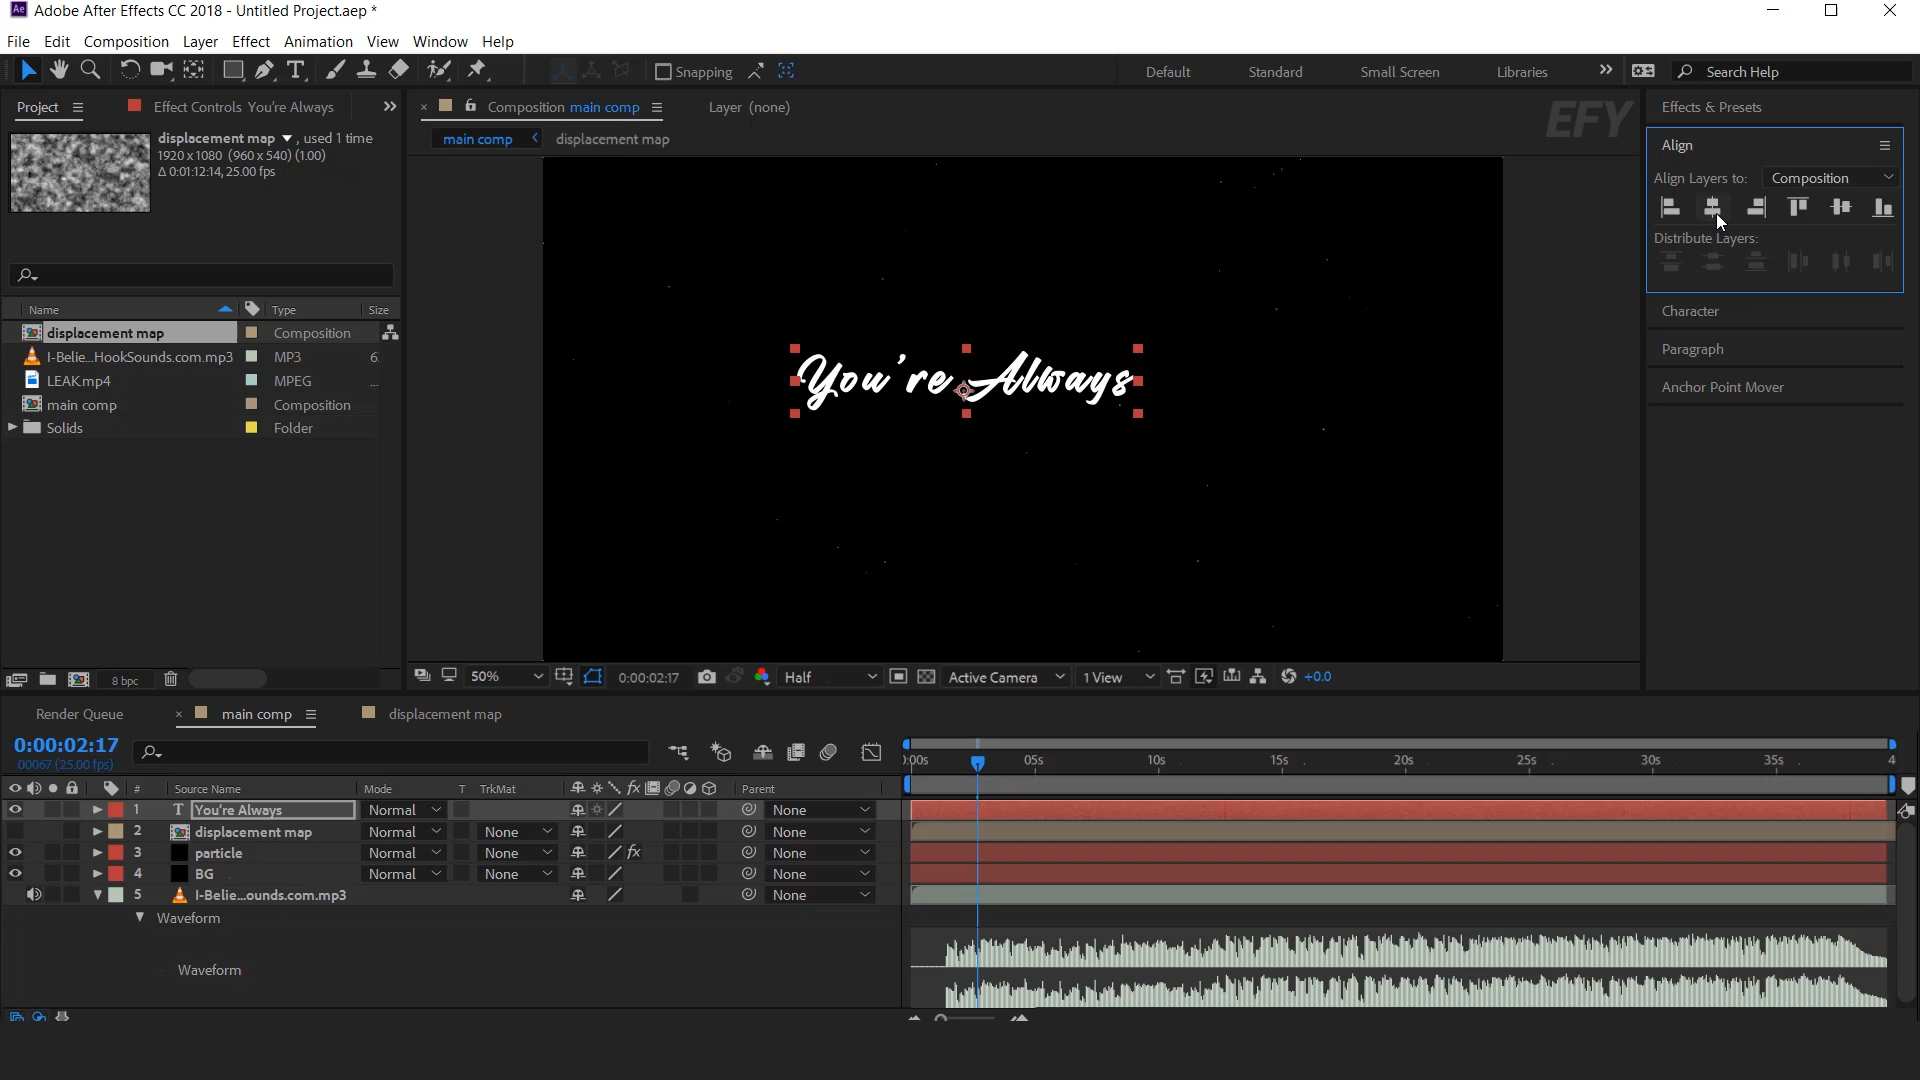 Adobe After Effects CC 2018 - Untitled Project.aep *
File Edit Composition Layer Effect Animation View Window Help
Snapping
Default Standard Small Screen Libraries
Search Help
Project
Effect Controls You're Always
Composition main comp
Layer (none)
EFY
Effects & Presets
displacement map , used 1 time
1920 x 1080 (960 x 540) (1.00)
Δ 0:01:12:14, 25.00 fps
main comp displacement map
Align
Align Layers to: Composition
Distribute Layers:
Character
Paragraph
Anchor Point Mover
You're Always
Name Type Size
displacement map Composition
I-Belie...HookSounds.com.mp3 MP3 6.
LEAK.mp4 MPEG ...
main comp Composition
Solids Folder
8 bpc
50% 0:00:02:17 Half Active Camera 1 View +0.0
Render Queue main comp displacement map
0:00:02:17
00067 (25.00 fps)
):00s 05s 10s 15s 20s 25s 30s 35s 4
# Source Name Mode T TrkMat Parent
1 T You're Always Normal None
2 displacement map Normal None None
3 particle Normal None fx None
4 BG Normal None None
5 I-Belie...ounds.com.mp3 None
Waveform
Waveform